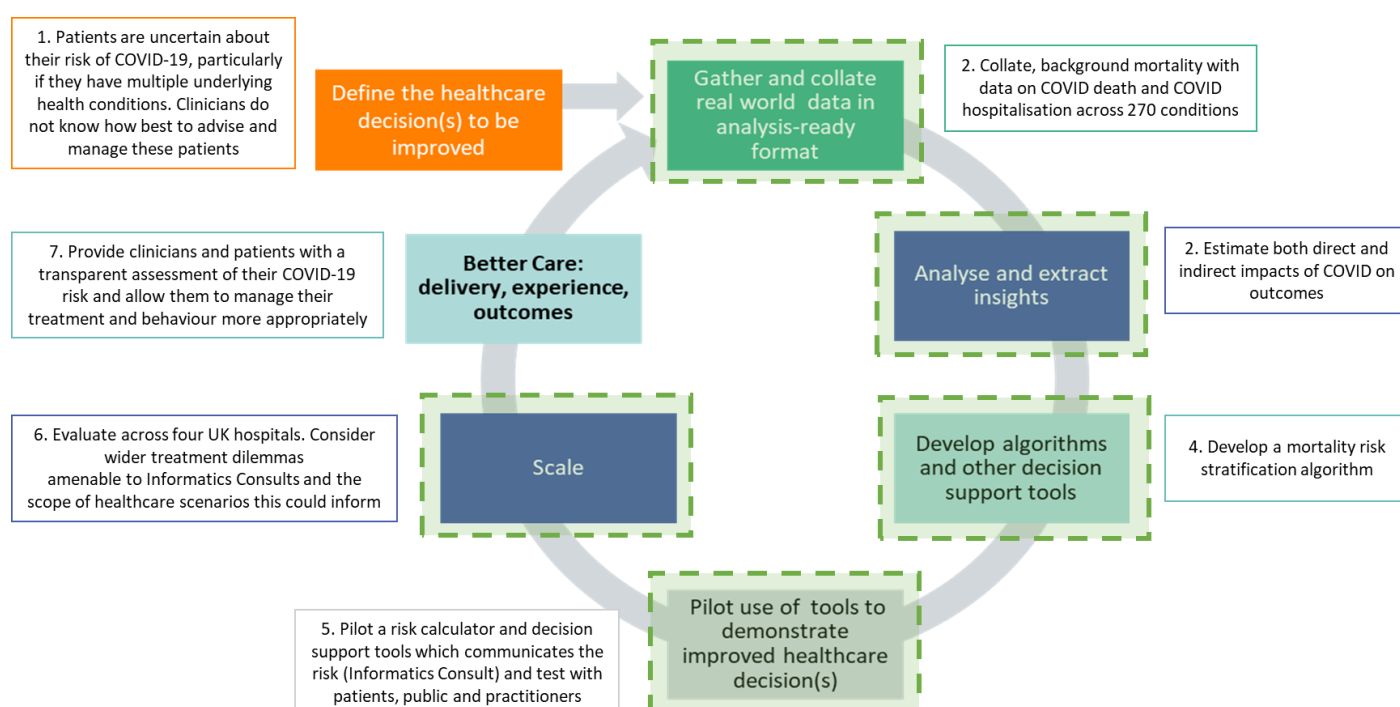 1. Patients are uncertain about
their risk of COVID-19, particularly
if they have multiple underlying
health conditions. Clinicians do
not know how best to advise and
manage these patients
Define the healthcare
decision(s) to be
improved
Gather and collate
real world data in
analysis-ready
format
2. Collate, background mortality with
data on COVID death and COVID
hospitalisation across 270 conditions
7. Provide clinicians and patients with a
transparent assessment of their COVID-19
risk and allow them to manage their
treatment and behaviour more appropriately
Better Care:
delivery, experience,
outcomes
Analyse and extract
insights
2. Estimate both direct and
indirect impacts of COVID on
outcomes
6. Evaluate across four UK hospitals. Consider
wider treatment dilemmas
amenable to Informatics Consults and the
scope of healthcare scenarios this could inform
Scale
Develop algorithms
and other decision
support tools
4. Develop a mortality risk
stratification algorithm
5. Pilot a risk calculator and decision
support tools which communicates the
risk (Informatics Consult) and test with
patients, public and practitioners
Pilot use of tools to
demonstrate
improved healthcare
decision(s)